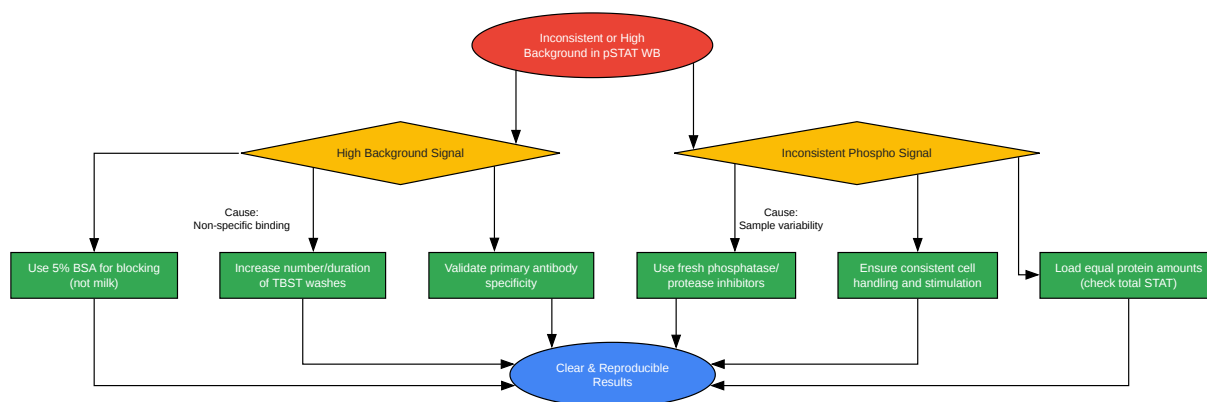 Inconsistent or High
Background in pSTAT WB
High Background Signal
Inconsistent Phospho Signal
Cause:
Non-specific binding
Cause:
Sample variability
Use 5% BSA for blocking
(not milk)
Increase number/duration
of TBST washes
Validate primary antibody
specificity
Use fresh phosphatase/
protease inhibitors
Ensure consistent cell
handling and stimulation
Load equal protein amounts
(check total STAT)
Clear & Reproducible
Results